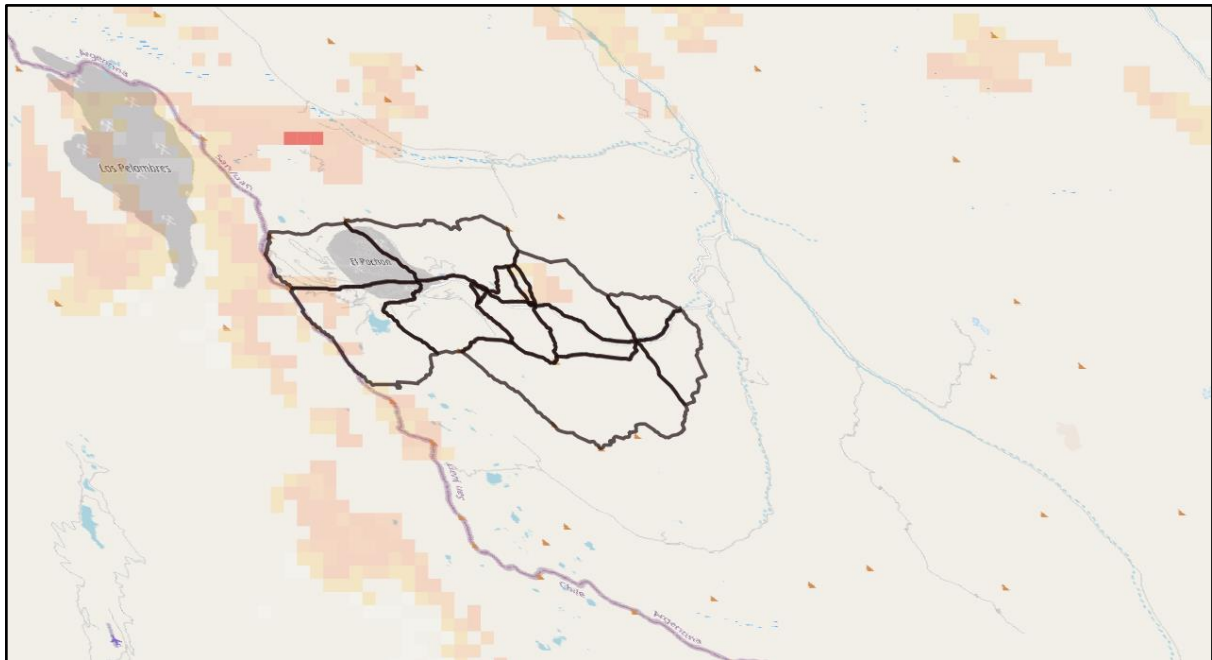 Argentina
Los Pelambres
San Juan
El Pachón
San Juan
Chile
Argentina